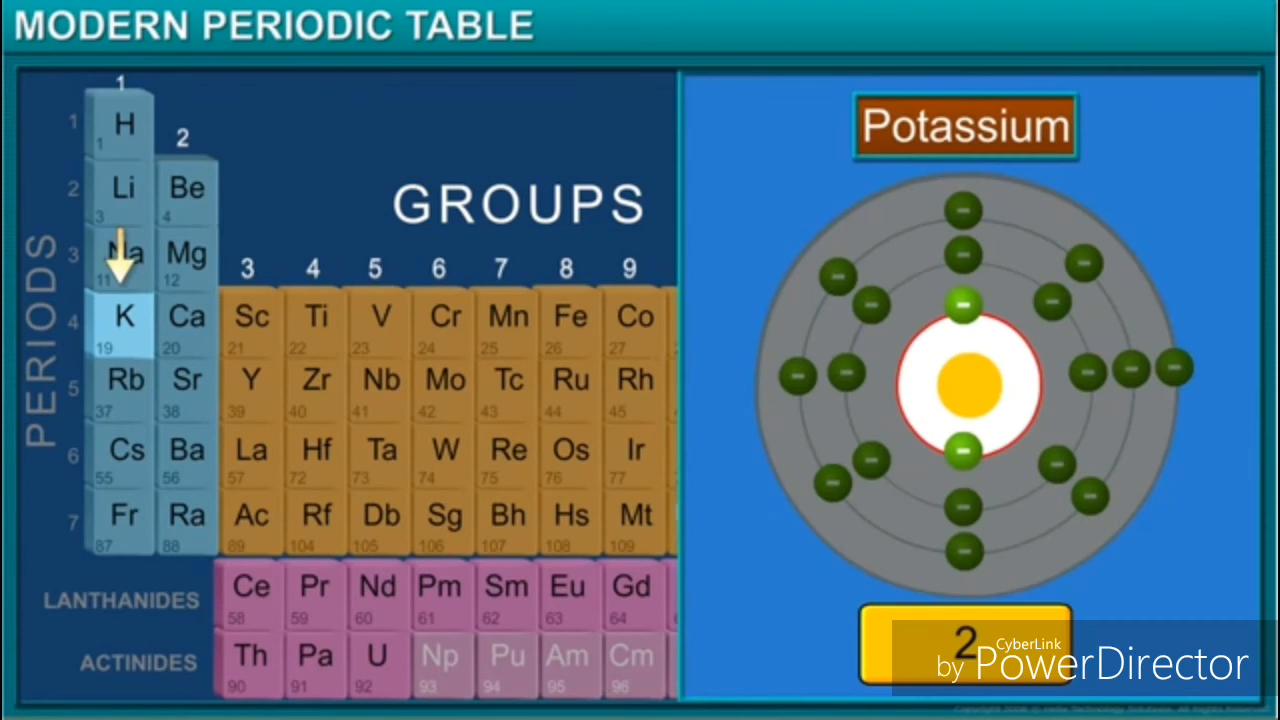 MODERN PERIODIC TABLE
1
1 H 1
2
2 Li 3 Be 4
GROUPS
PERIODS
3 Na 11 Mg 12
3 4 5 6 7 8 9
4 K 19 Ca 20 Sc 21 Ti 22 V 23 Cr 24 Mn 25 Fe 26 Co 27
5 Rb 37 Sr 38 Y 39 Zr 40 Nb 41 Mo 42 Tc 43 Ru 44 Rh 45
6 Cs 55 Ba 56 La 57 Hf 72 Ta 73 W 74 Re 75 Os 76 Ir 77
7 Fr 87 Ra 88 Ac 89 Rf 104 Db 105 Sg 106 Bh 107 Hs 108 Mt 109
LANTHANIDES Ce 58 Pr 59 Nd 60 Pm 61 Sm 62 Eu 63 Gd 64
ACTINIDES Th 90 Pa 91 U 92 Np 93 Pu 94 Am 95 Cm 96
Potassium
2
CyberLink
by PowerDirector